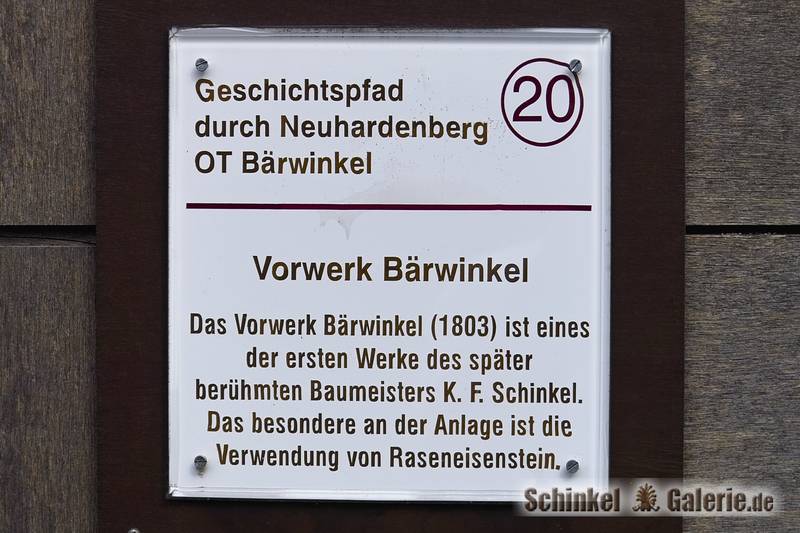 Geschichtspfad
durch Neuhardenberg
OT Bärwinkel
20
Vorwerk Bärwinkel
Das Vorwerk Bärwinkel (1803) ist eines
der ersten Werke des später
berühmten Baumeisters K. F. Schinkel.
Das besondere an der Anlage ist die
Verwendung von Raseneisenstein.
Schinkel Galerie.de